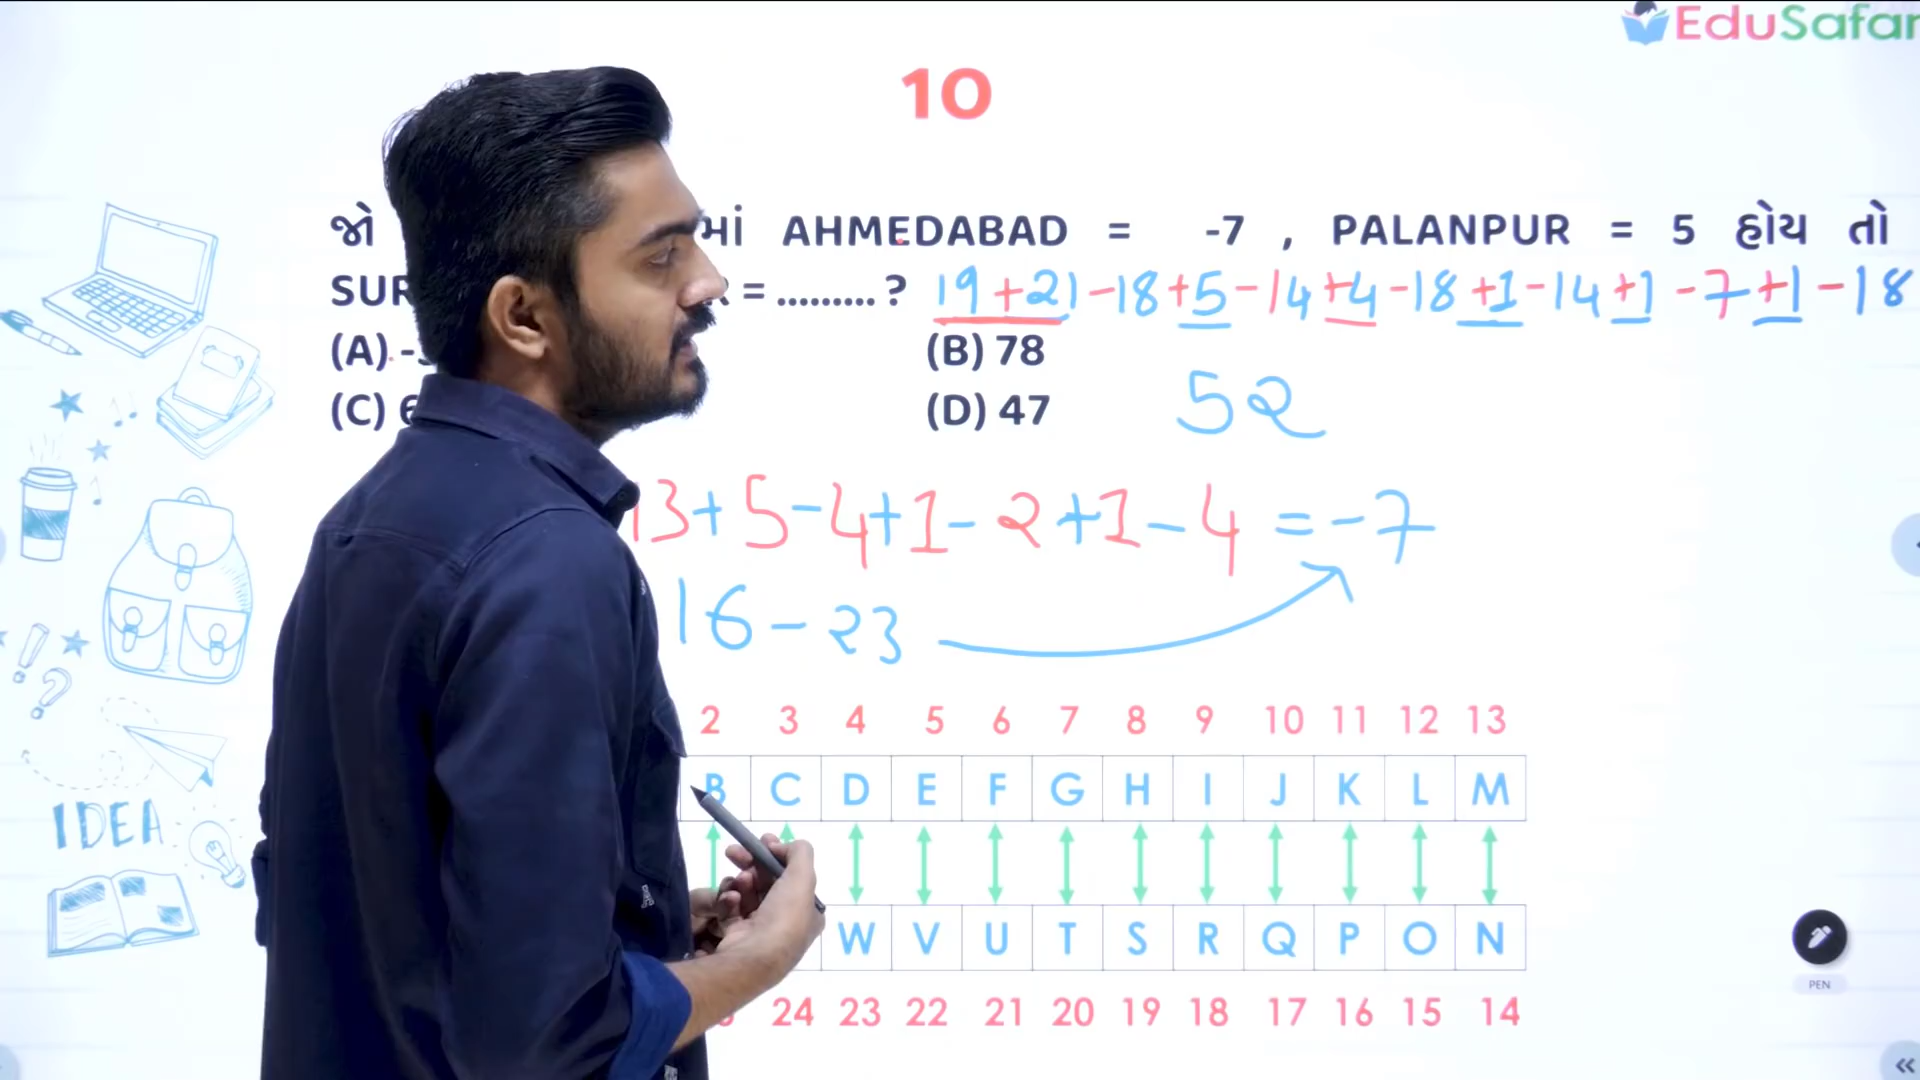 EduSafar
10
જો માં AHMEDABAD = -7 , PALANPUR = 5 હોય તો
SUR = ......... ? 19 + 21 - 18 + 5 - 14 + 4 - 18 + 1 - 14 + 1 - 7 + 1 - 18
(A) - (B) 78
(C) 6 (D) 47 52
13 + 5 - 4 + 1 - 2 + 1 - 4 = - 7
16 - 23
2 3 4 5 6 7 8 9 10 11 12 13
B C D E F G H I J K L M
W V U T S R Q P O N
24 23 22 21 20 19 18 17 16 15 14
IDEA
PEN